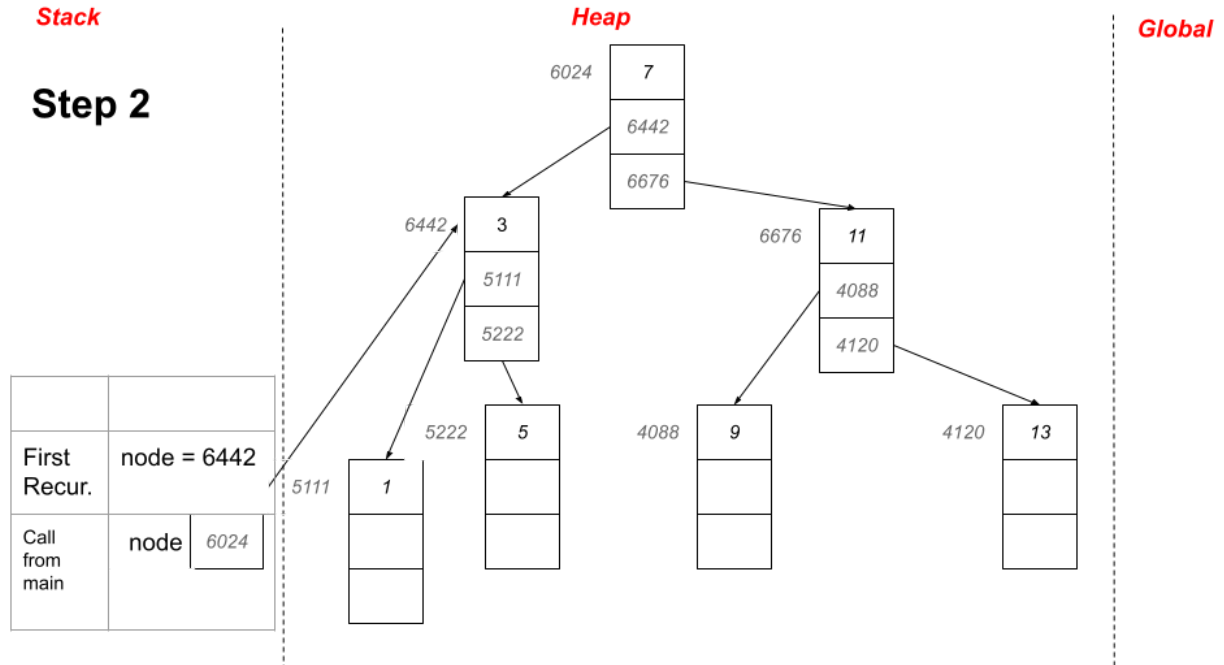 Stack
Heap
Global
Step 2
6024
7
6442
6676
6442
3
5111
5222
6676
11
4088
4120
5222
5
4088
9
4120
13
5111
1
First
Recur.
node = 6442
Call
from
main
node
6024